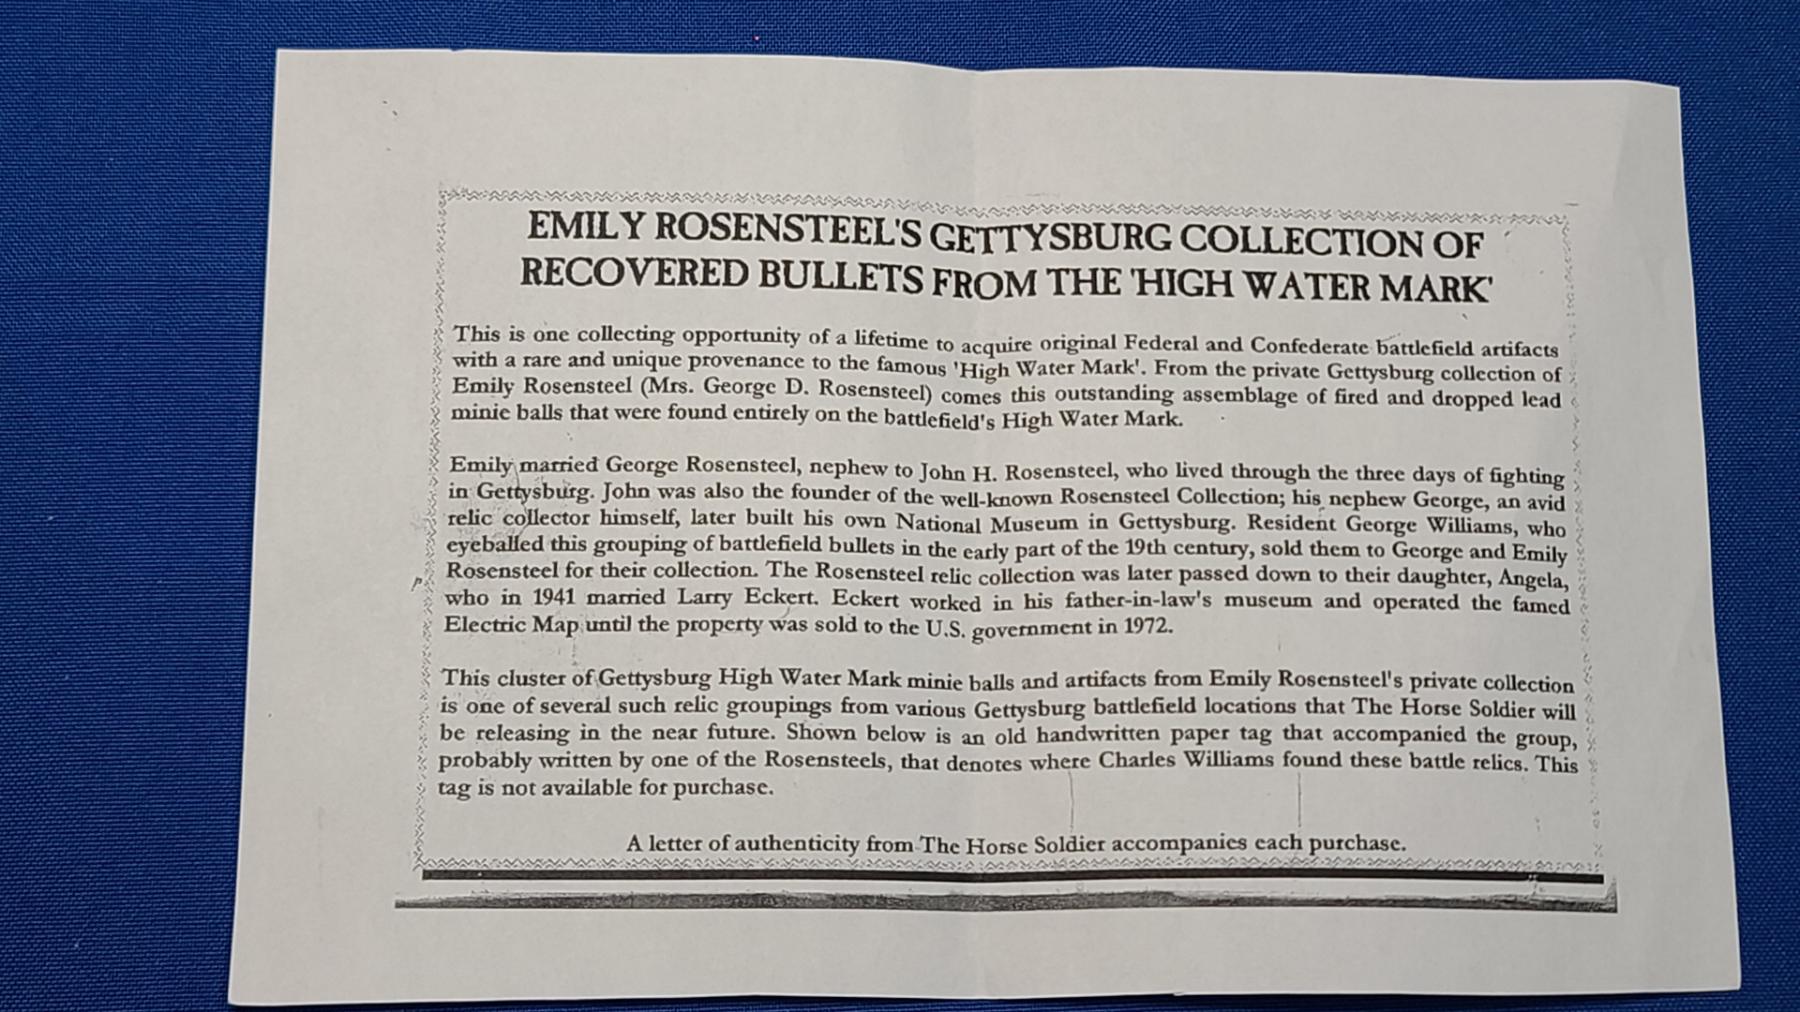 EMILY ROSENSTEEL'S GETTYSBURG COLLECTION OF
RECOVERED BULLETS FROM THE 'HIGH WATER MARK'
This is one collecting opportunity of a lifetime to acquire original Federal and Confederate battlefield artifacts
with a rare and unique provenance to the famous 'High Water Mark'. From the private Gettysburg collection of
Emily Rosensteel (Mrs. George D. Rosensteel) comes this outstanding assemblage of fired and dropped lead
minie balls that were found entirely on the battlefield's High Water Mark.
Emily married George Rosensteel, nephew to John H. Rosensteel, who lived through the three days of fighting
in Gettysburg. John was also the founder of the well-known Rosensteel Collection; his nephew George, an avid
relic collector himself, later built his own National Museum in Gettysburg. Resident George Williams, who
eyeballed this grouping of battlefield bullets in the early part of the 19th century, sold them to George and Emily
Rosensteel for their collection. The Rosensteel relic collection was later passed down to their daughter, Angela,
who in 1941 married Larry Eckert. Eckert worked in his father-in-law's museum and operated the famed
Electric Map until the property was sold to the U.S. government in 1972.
This cluster of Gettysburg High Water Mark minie balls and artifacts from Emily Rosensteel's private collection
is one of several such relic groupings from various Gettysburg battlefield locations that The Horse Soldier will
be releasing in the near future. Shown below is an old handwritten paper tag that accompanied the group,
probably written by one of the Rosensteels, that denotes where Charles Williams found these battle relics. This
tag is not available for purchase.
A letter of authenticity from The Horse Soldier accompanies each purchase.